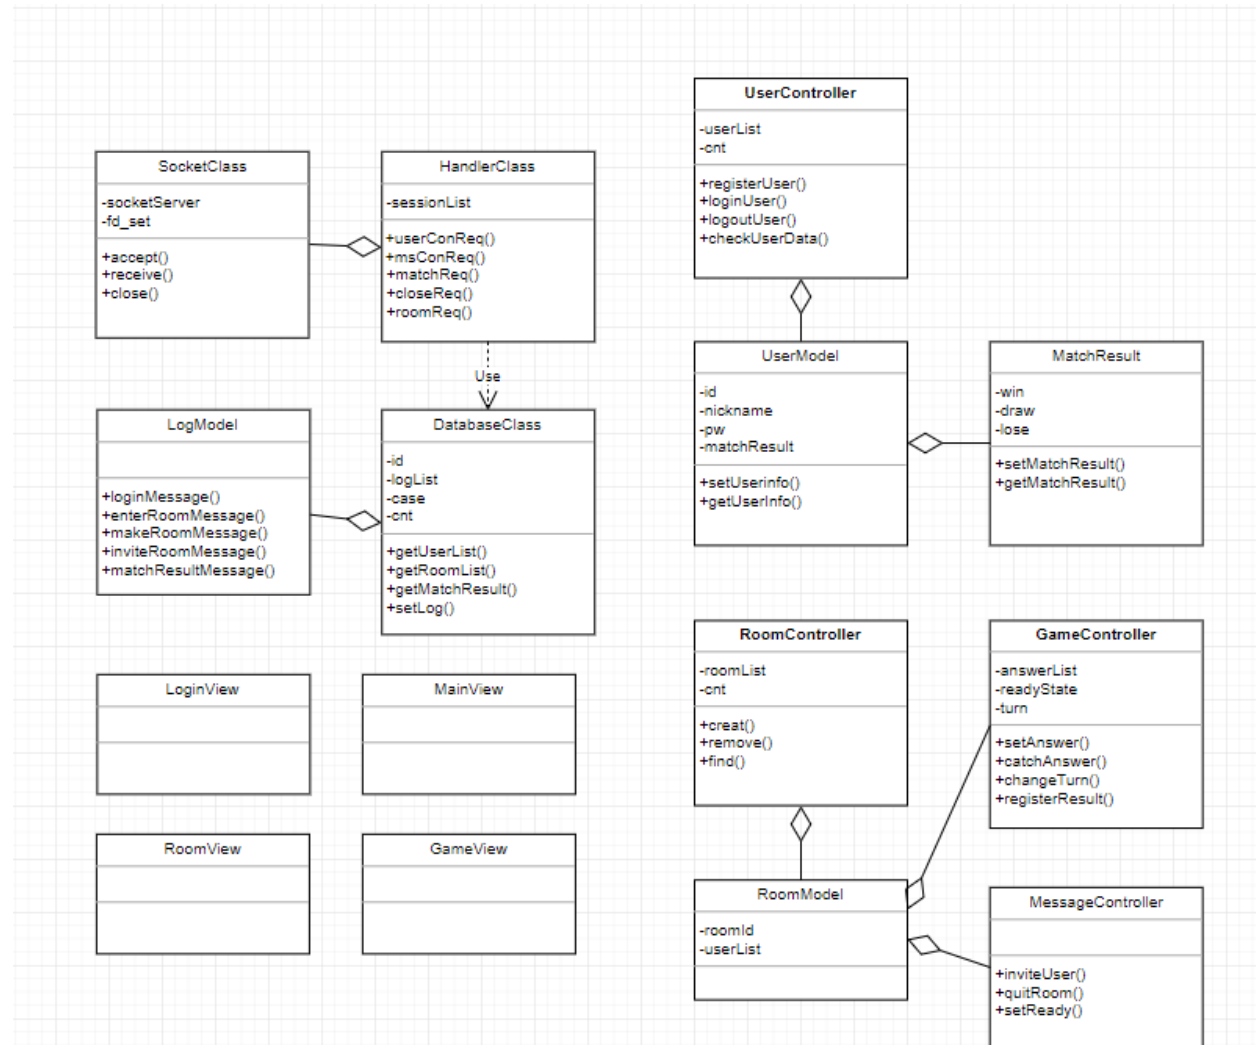 UserController
-userList
-cnt
+registerUser()
+loginUser()
+logoutUser()
+checkUserData()
SocketClass
-socketServer
-fd_set
+accept()
+receive()
+close()
HandlerClass
-sessionList
+userConReq()
+msConReq()
+matchReq()
+closeReq()
+roomReq()
Use
UserModel
-id
-nickname
-pw
-matchResult
+setUserinfo()
+getUserInfo()
MatchResult
-win
-draw
-lose
+setMatchResult()
+getMatchResult()
LogModel
+loginMessage()
+enterRoomMessage()
+makeRoomMessage()
+inviteRoomMessage()
+matchResultMessage()
DatabaseClass
-id
-logList
-case
-cnt
+getUserList()
+getRoomList()
+getMatchResult()
+setLog()
RoomController
-roomList
-cnt
+creat()
+remove()
+find()
GameController
-answerList
-readyState
-turn
+setAnswer()
+catchAnswer()
+changeTurn()
+registerResult()
LoginView
MainView
RoomView
GameView
RoomModel
-roomId
-userList
MessageController
+inviteUser()
+quitRoom()
+setReady()